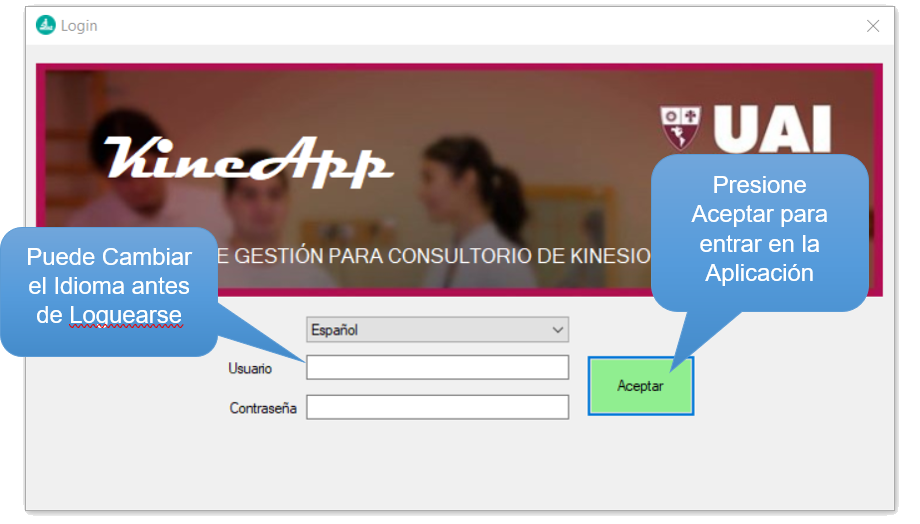 Login
KineApp
UAI
E GESTIÓN PARA CONSULTORIO DE KINESIO
Presione
Aceptar para
entrar en la
Aplicación
Puede Cambiar
el Idioma antes
de Loguearse
Español
Usuario
Aceptar
Contraseña